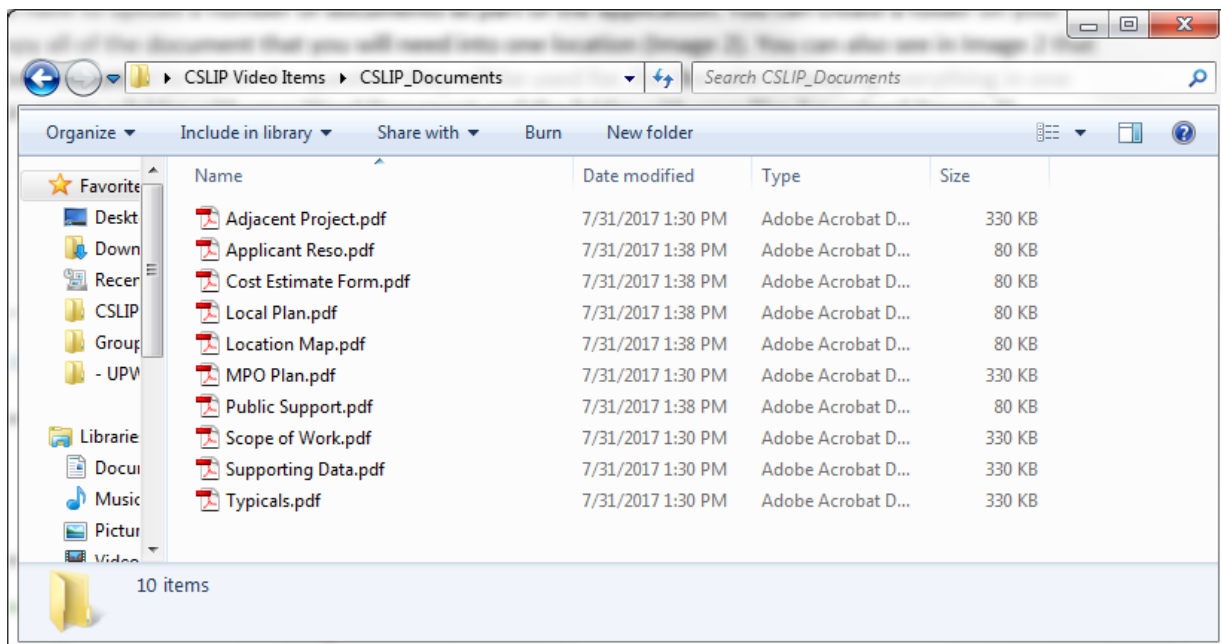 CSLIP Video Items CSLIP_Documents Search CSLIP_Documents
Organize Include in library Share with Burn New folder
Name Date modified Type Size
Favorite
Deskt
Down
Recer
CSLIP
Group
- UPW
Librarie
Docur
Music
Pictur
Video
Adjacent Project.pdf 7/31/2017 1:30 PM Adobe Acrobat D... 330 KB
Applicant Reso.pdf 7/31/2017 1:38 PM Adobe Acrobat D... 80 KB
Cost Estimate Form.pdf 7/31/2017 1:38 PM Adobe Acrobat D... 80 KB
Local Plan.pdf 7/31/2017 1:38 PM Adobe Acrobat D... 80 KB
Location Map.pdf 7/31/2017 1:38 PM Adobe Acrobat D... 80 KB
MPO Plan.pdf 7/31/2017 1:30 PM Adobe Acrobat D... 330 KB
Public Support.pdf 7/31/2017 1:38 PM Adobe Acrobat D... 80 KB
Scope of Work.pdf 7/31/2017 1:30 PM Adobe Acrobat D... 330 KB
Supporting Data.pdf 7/31/2017 1:30 PM Adobe Acrobat D... 330 KB
Typicals.pdf 7/31/2017 1:30 PM Adobe Acrobat D... 330 KB
10 items